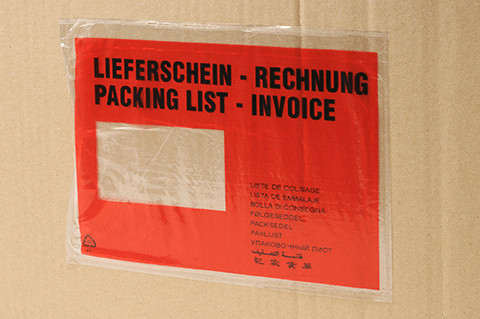 LIEFERSCHEIN - RECHNUNG
PACKING LIST - INVOICE
LISTE DE COLISAGE
LISTA DE EMBALAJE
BOLLA DI CONSEGNA
FØLGESEDDEL
PACKSEDEL
PAKLIJST
УПАКОВОЧНЫЙ ЛИСТ